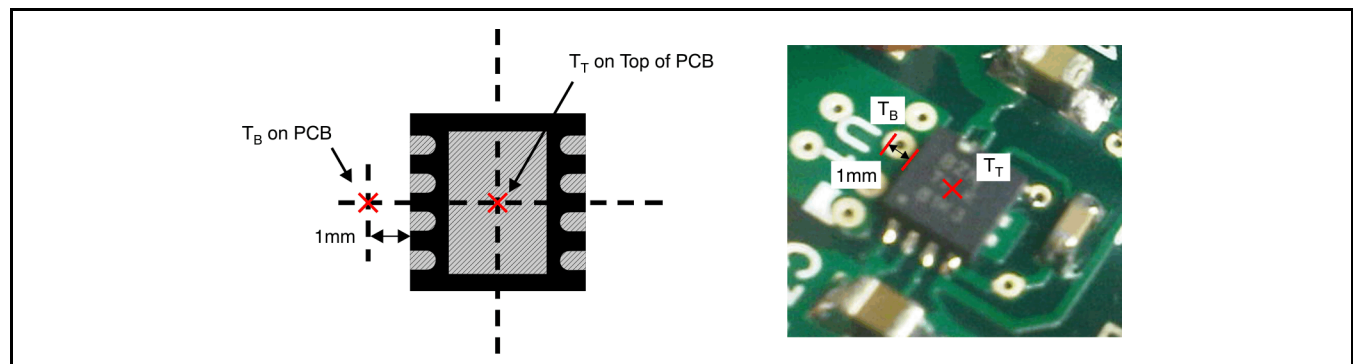 T_T on Top of PCB
T_B on PCB
1mm
T_B
T_T
1mm